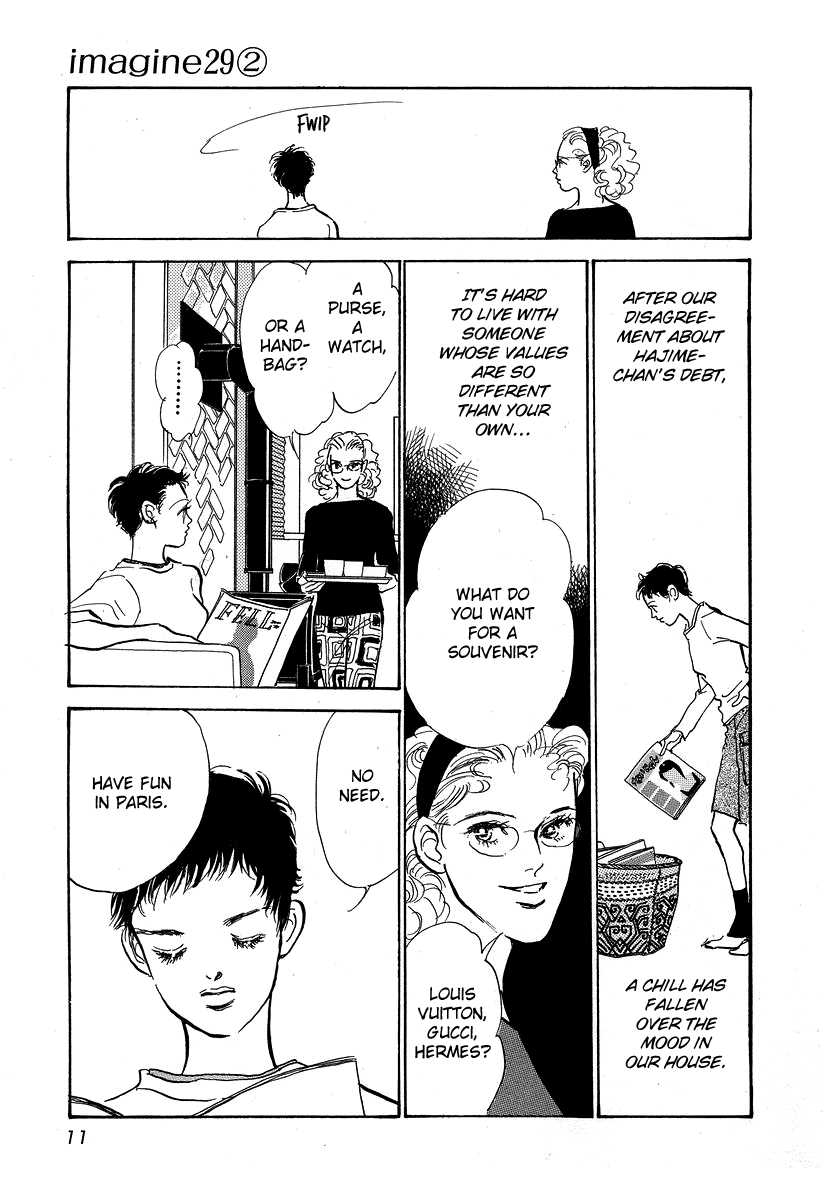 imagine29②
FWIP
AFTER OUR
DISAGREE-
MENT ABOUT
HAJIME-
CHAN'S DEBT,
A CHILL HAS
FALLEN
OVER THE
MOOD IN
OUR HOUSE.
IT'S HARD
TO LIVE WITH
SOMEONE
WHOSE VALUES
ARE SO
DIFFERENT
THAN YOUR
OWN...
WHAT DO
YOU WANT
FOR A
SOUVENIR?
LOUIS
VUITTON,
GUCCI,
HERMES?
A
PURSE,
A
WATCH,
OR A
HAND-
BAG?
.........
FELL
NO
NEED.
HAVE FUN
IN PARIS.
11